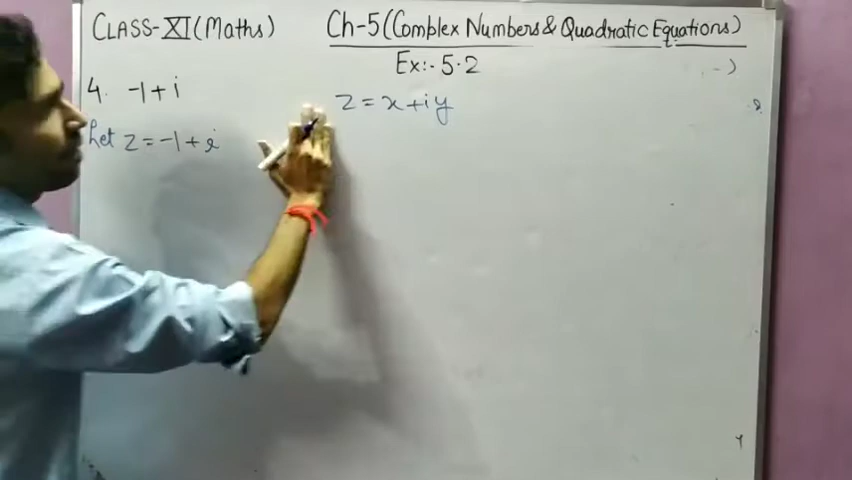 CLASS-XI (Maths)
Ch-5 (Complex Numbers & Quadratic Equations)
Ex:- 5.2
4. -1+i
z = x + iy
Let z = -1 + i